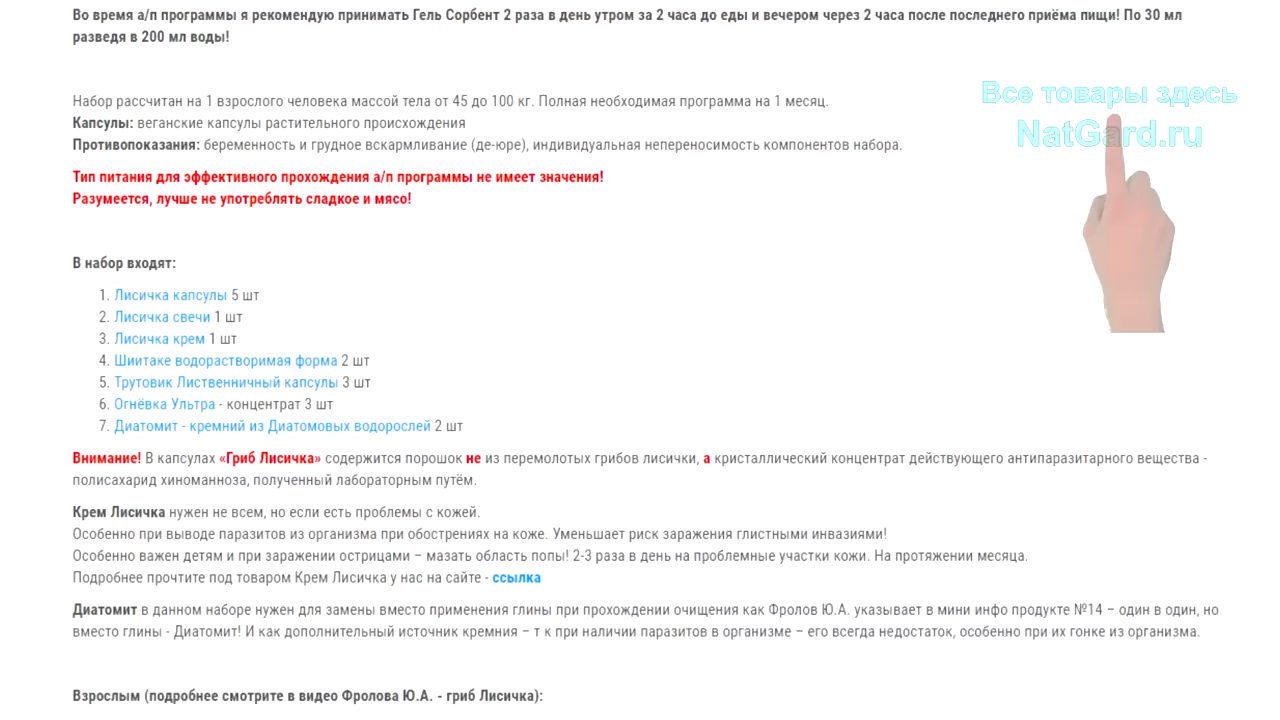 Во время а/п программы я рекомендую принимать Гель Сорбент 2 раза в день утром за 2 часа до еды и вечером через 2 часа после последнего приёма пищи! По 30 мл
разведя в 200 мл воды!
Все товары здесь
NatGard.ru
Набор рассчитан на 1 взрослого человека массой тела от 45 до 100 кг. Полная необходимая программа на 1 месяц.
Капсулы: веганские капсулы растительного происхождения
Противопоказания: беременность и грудное вскармливание (де-юре), индивидуальная непереносимость компонентов набора.
Тип питания для эффективного прохождения а/п программы не имеет значения!
Разумеется, лучше не употреблять сладкое и мясо!
В набор входят:
1. Лисичка капсулы 5 шт
2. Лисичка свечи 1 шт
3. Лисичка крем 1 шт
4. Шиитаке водорастворимая форма 2 шт
5. Трутовик Лиственничный капсулы 3 шт
6. Огнёвка Ультра - концентрат 3 шт
7. Диатомит - кремний из Диатомовых водорослей 2 шт
Внимание! В капсулах «Гриб Лисичка» содержится порошок не из перемолотых грибов лисички, а кристаллический концентрат действующего антипаразитарного вещества -
полисахарид хиноманноза, полученный лабораторным путём.
Крем Лисичка нужен не всем, но если есть проблемы с кожей.
Особенно при выводе паразитов из организма при обострениях на коже. Уменьшает риск заражения глистными инвазиями!
Особенно важен детям и при заражении острицами – мазать область попы! 2-3 раза в день на проблемные участки кожи. На протяжении месяца.
Подробнее прочтите под товаром Крем Лисичка у нас на сайте - ссылка
Диатомит в данном наборе нужен для замены вместо применения глины при прохождении очищения как Фролов Ю.А. указывает в мини инфо продукте №14 – один в один, но
вместо глины - Диатомит! И как дополнительный источник кремния – т к при наличии паразитов в организме – его всегда недостаток, особенно при их гонке из организма.
Взрослым (подробнее смотрите в видео Фролова Ю.А. - гриб Лисичка):